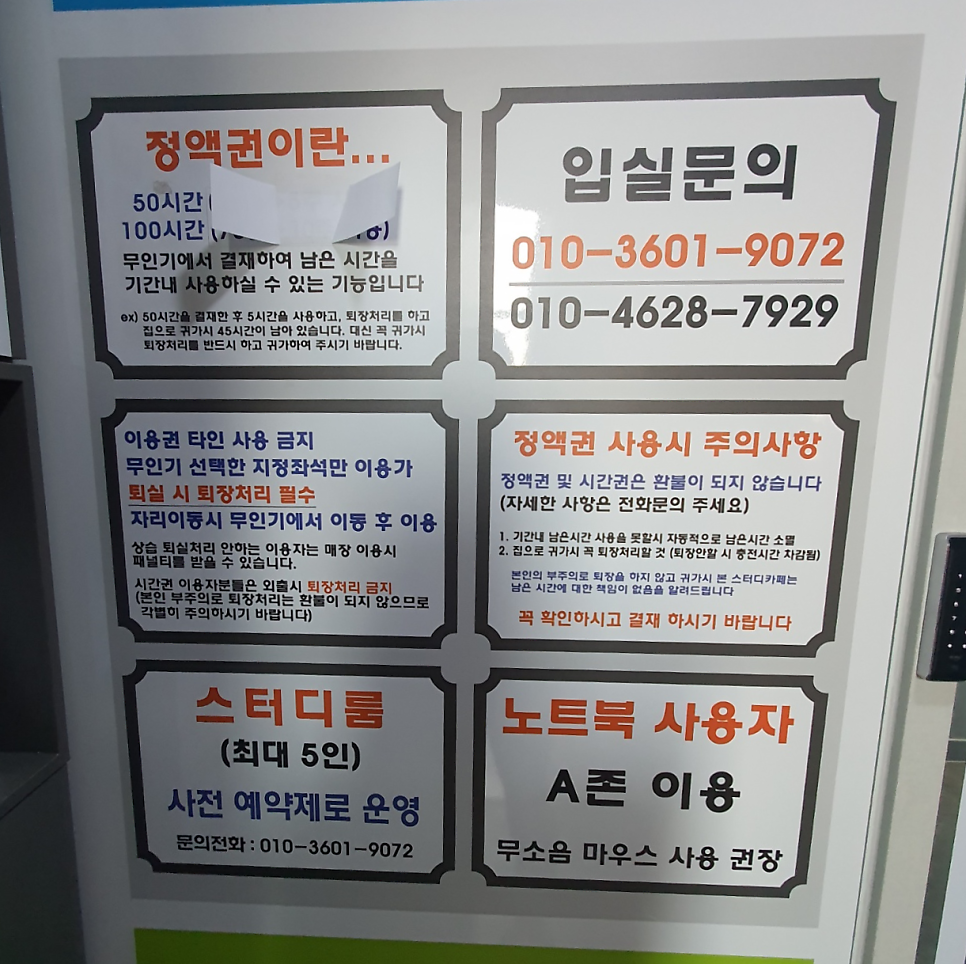 정액권이란...
50시간 (
100시간 (
무인기에서 결재하여 남은 시간을
기간내 사용하실 수 있는 기능입니다
ex) 50시간을 결재한 후 5시간을 사용하고, 퇴장처리를 하고
집으로 귀가시 45시간이 남아 있습니다. 대신 꼭 귀가시
퇴장처리를 반드시 하고 귀가하여 주시기 바랍니다.
입실문의
010-3601-9072
010-4628-7929
이용권 타인 사용 금지
무인기 선택한 지정좌석만 이용가
퇴실 시 퇴장처리 필수
자리이동시 무인기에서 이동 후 이용
상습 퇴실처리 안하는 이용자는 매장 이용시
패널티를 받을 수 있습니다.
시간권 이용자분들은 외출시 퇴장처리 금지
(본인 부주의로 퇴장처리는 환불이 되지 않으므로
각별히 주의하시기 바랍니다)
정액권 사용시 주의사항
정액권 및 시간권은 환불이 되지 않습니다
(자세한 사항은 전화문의 주세요)
1. 기간내 남은시간 사용을 못할시 자동적으로 남은시간 소멸
2. 집으로 귀가시 꼭 퇴장처리할 것 (퇴장안할 시 충전시간 차감됨)
본인의 부주의로 퇴장을 하지 않고 귀가시 본 스터디카페는
남은 시간에 대한 책임이 없음을 알려드립니다
꼭 확인하시고 결재 하시기 바랍니다
스터디룸
(최대 5인)
사전 예약제로 운영
문의전화 : 010-3601-9072
노트북 사용자
A존 이용
무소음 마우스 사용 권장